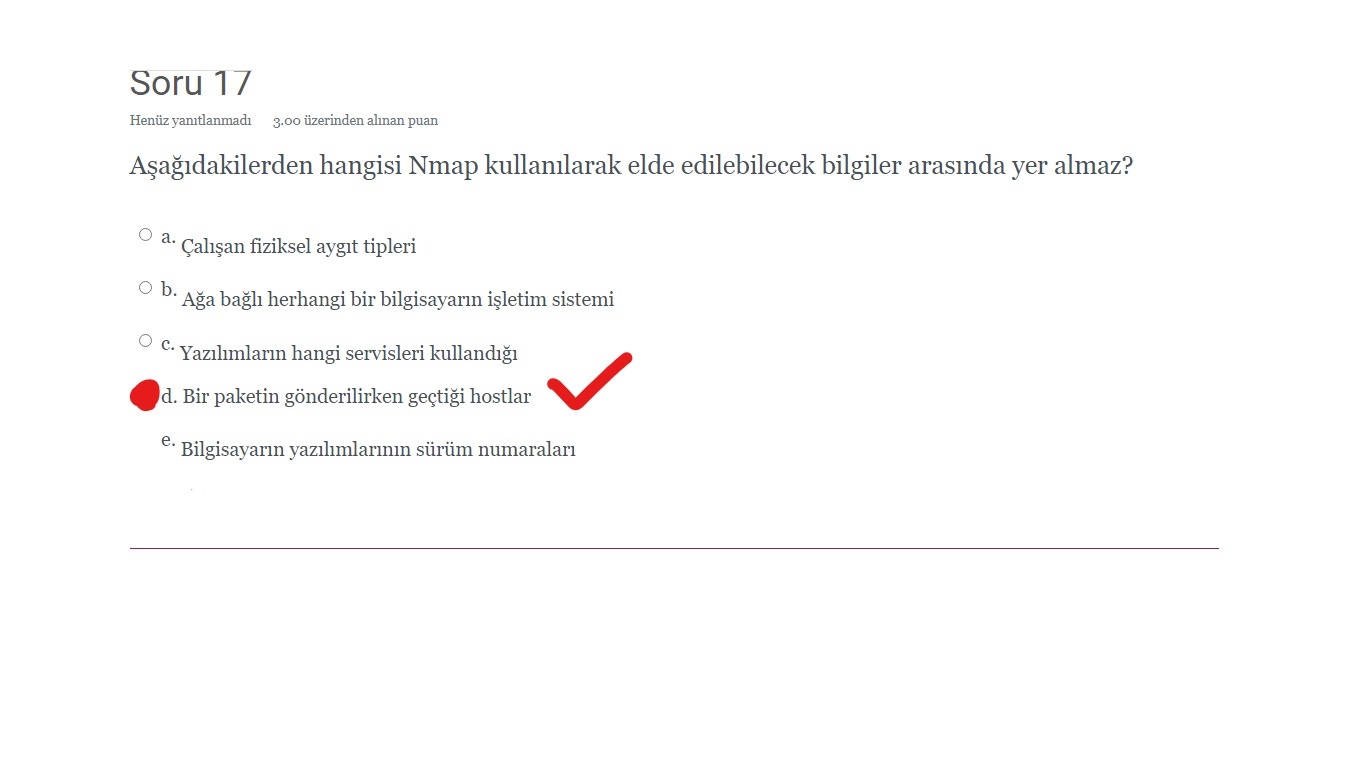 Soru 17
Henüz yanıtlanmadı 3.00 üzerinden alınan puan
Aşağıdakilerden hangisi Nmap kullanılarak elde edilebilecek bilgiler arasında yer almaz?
a. Çalışan fiziksel aygıt tipleri
b. Ağa bağlı herhangi bir bilgisayarın işletim sistemi
c. Yazılımların hangi servisleri kullandığı
d. Bir paketin gönderilirken geçtiği hostlar
e. Bilgisayarın yazılımlarının sürüm numaraları